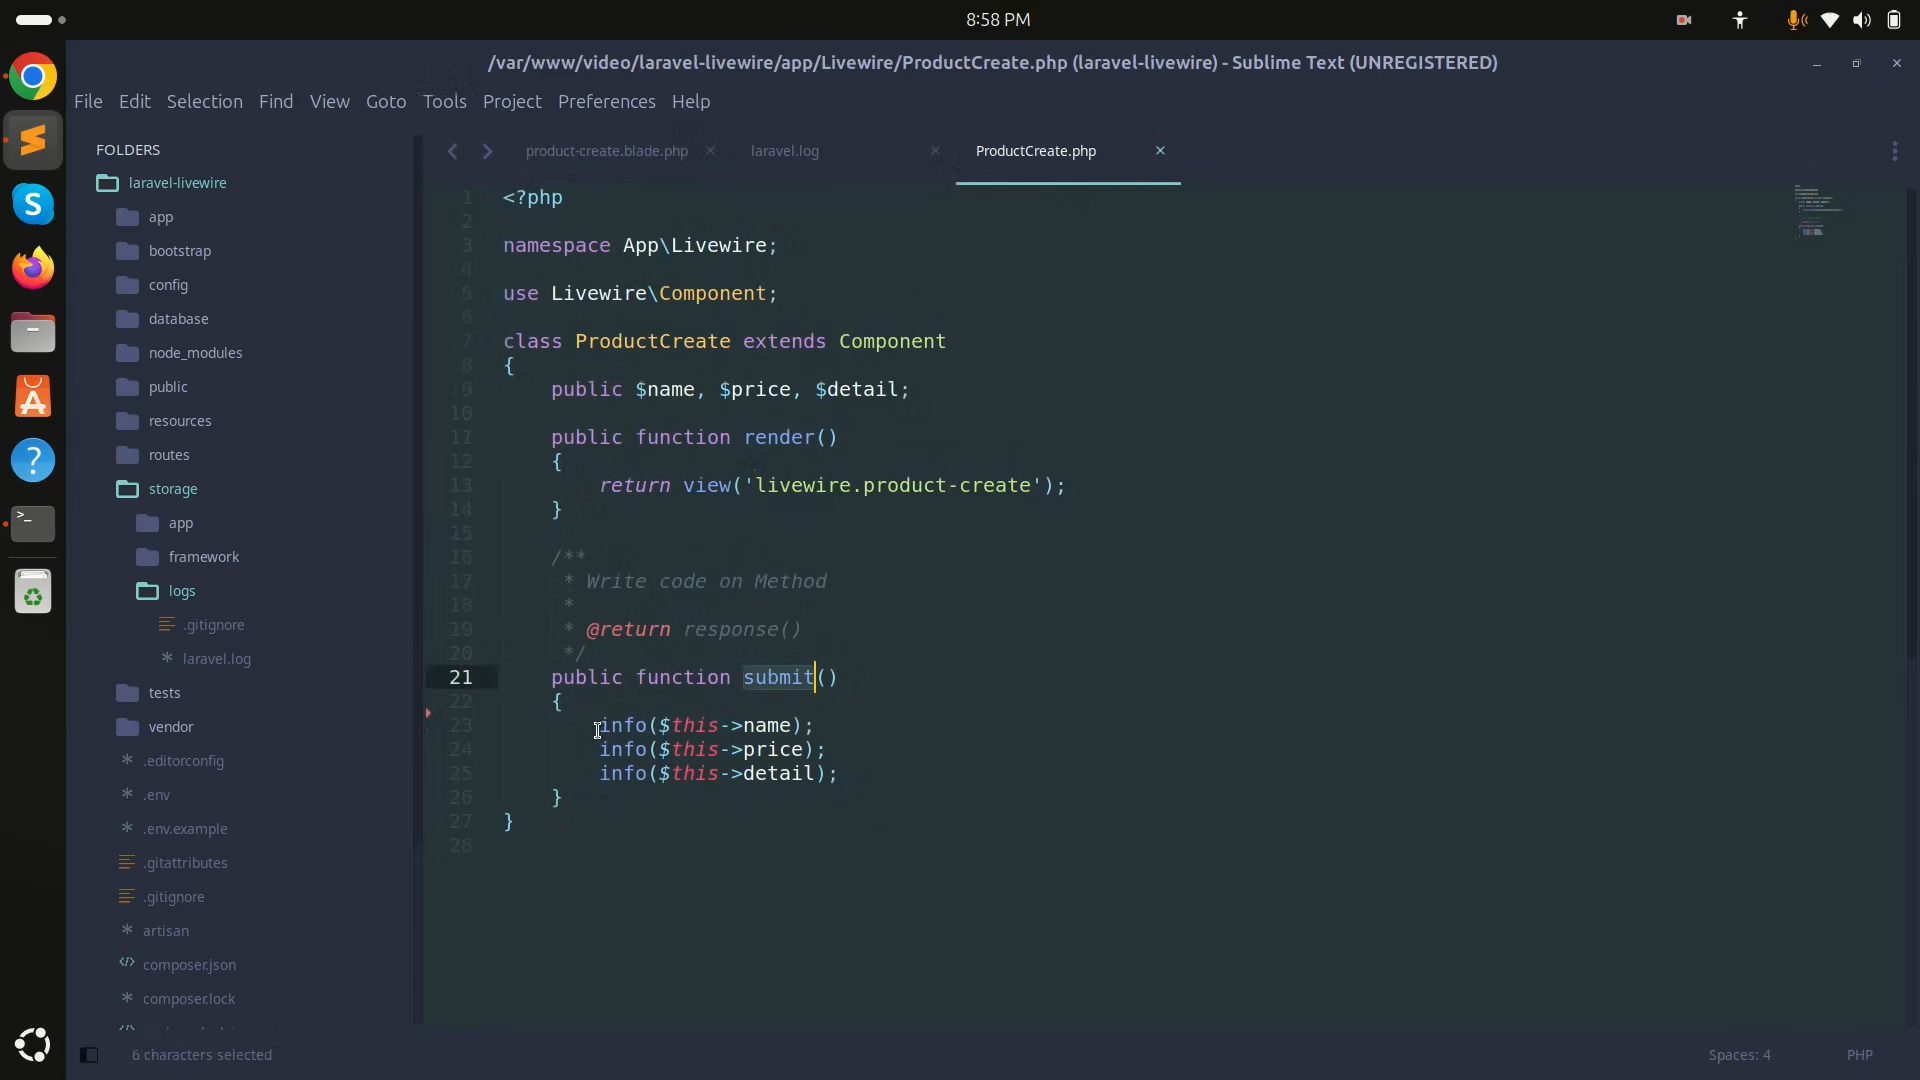 8:58 PM
/var/www/video/laravel-livewire/app/Livewire/ProductCreate.php (laravel-livewire) - Sublime Text (UNREGISTERED)
File Edit Selection Find View Goto Tools Project Preferences Help
FOLDERS
laravel-livewire
app
bootstrap
config
database
node_modules
public
resources
routes
storage
app
framework
logs
.gitignore
laravel.log
tests
vendor
.editorconfig
.env
.env.example
.gitattributes
.gitignore
artisan
composer.json
composer.lock
product-create.blade.php laravel.log ProductCreate.php
1 <?php
2
3 namespace App\Livewire;
4
5 use Livewire\Component;
6
7 class ProductCreate extends Component
8 {
9 public $name, $price, $detail;
10
11 public function render()
12 {
13 return view('livewire.product-create');
14 }
15
16 /**
17 * Write code on Method
18 *
19 * @return response()
20 */
21 public function submit()
22 {
23 info($this->name);
24 info($this->price);
25 info($this->detail);
26 }
27 }
28
6 characters selected
Spaces: 4
PHP